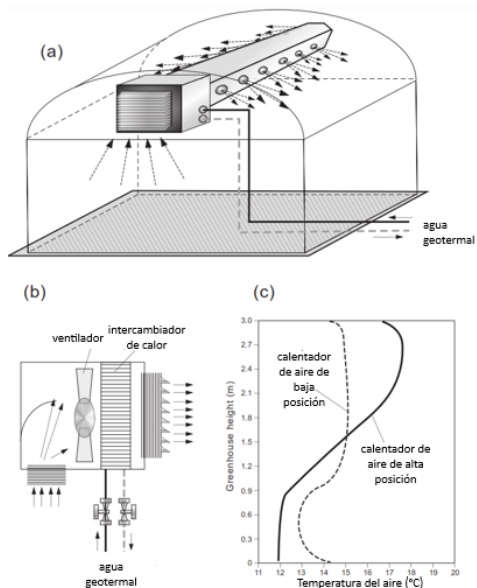 (a)
agua
geotermal
(b)
(c)
ventilador
intercambiador
de calor
agua
geotermal
Greenhouse height (m)
3.0
2.7
2.4
2.1
1.8
1.5
1.2
0.9
0.6
0.3
0
calentador
de aire de
baja
posición
calentador de
aire de alta
posición
11 12 13 14 15 16 17 18 19 20
Temperatura del aire (°C)